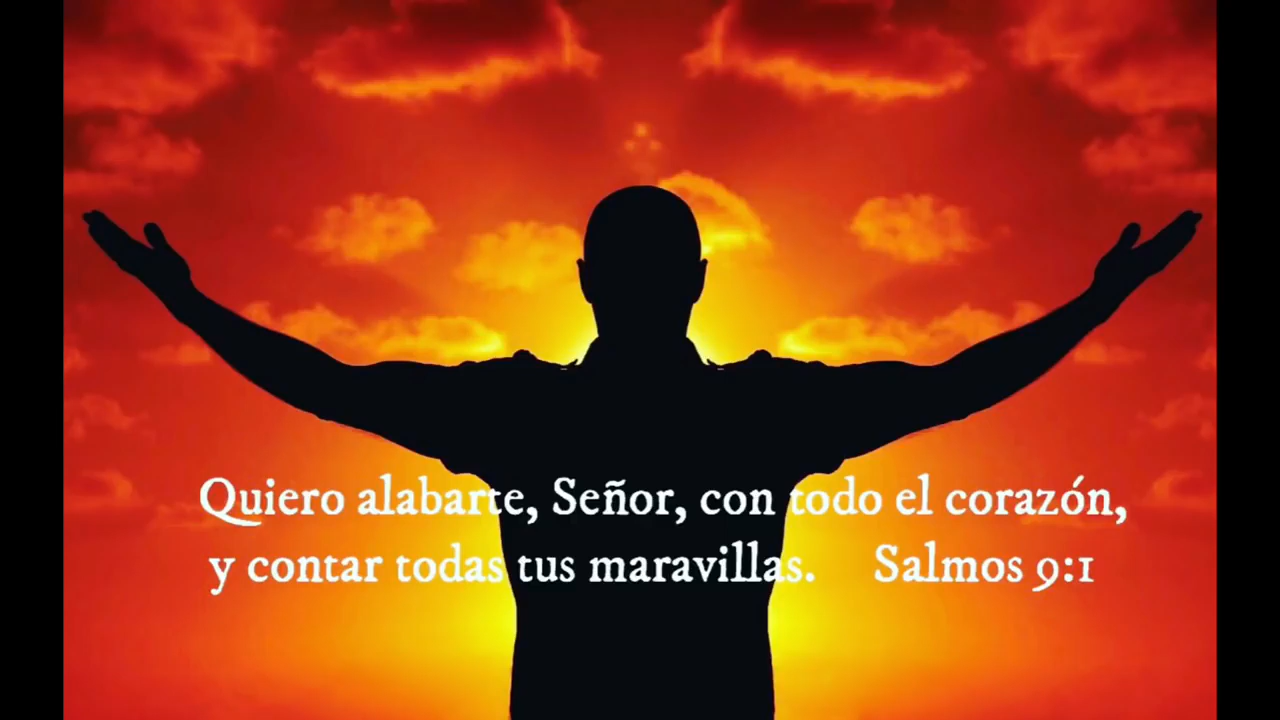 Quiero alabarte, Señor, con todo el corazón,
y contar todas tus maravillas. Salmos 9:1